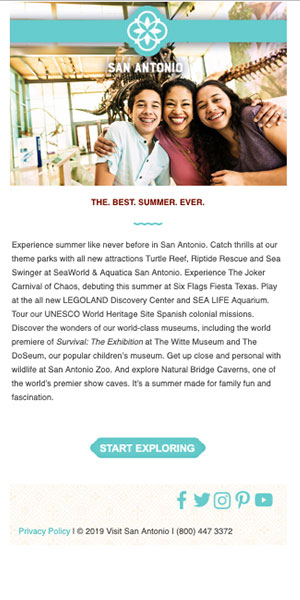 SAN ANTONIO
THE. BEST. SUMMER. EVER.
Experience summer like never before in San Antonio. Catch thrills at our
theme parks with all new attractions Turtle Reef, Riptide Rescue and Sea
Swinger at SeaWorld & Aquatica San Antonio. Experience The Joker
Carnival of Chaos, debuting this summer at Six Flags Fiesta Texas. Play
at the all new LEGOLAND Discovery Center and SEA LIFE Aquarium.
Tour our UNESCO World Heritage Site Spanish colonial missions.
Discover the wonders of our world-class museums, including the world
premiere of Survival: The Exhibition at The Witte Museum and The
DoSeum, our popular children's museum. Get up close and personal with
wildlife at San Antonio Zoo. And explore Natural Bridge Caverns, one of
the world's premier show caves. It's a summer made for family fun and
fascination.
START EXPLORING
Privacy Policy I © 2019 Visit San Antonio I (800) 447 3372